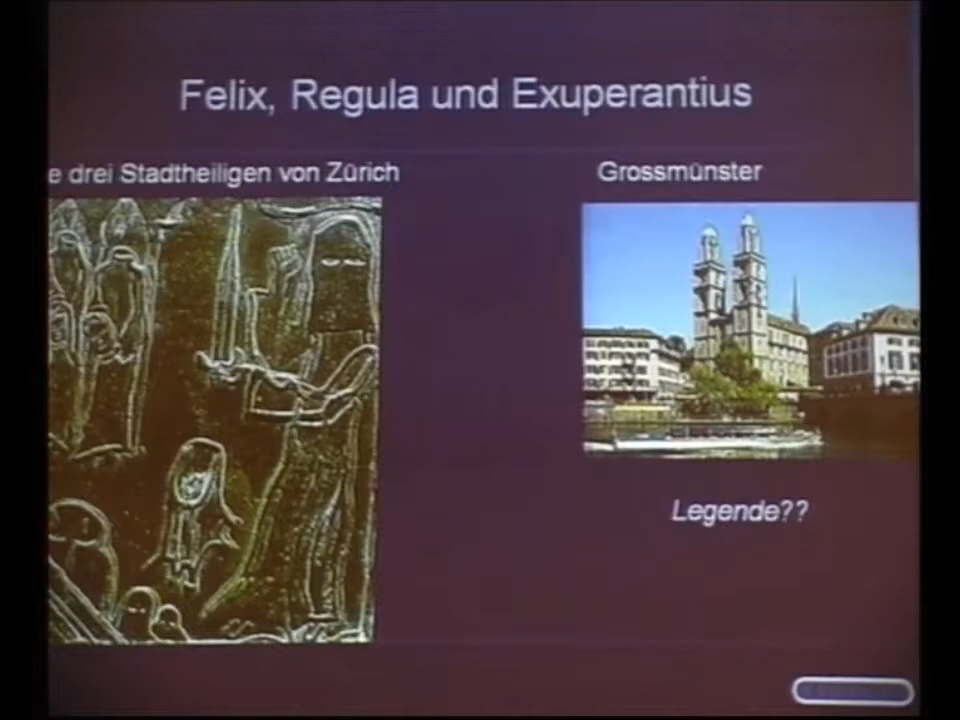 Felix, Regula und Exuperantius
e drei Stadtheiligen von Zürich
Grossmünster
Legende??